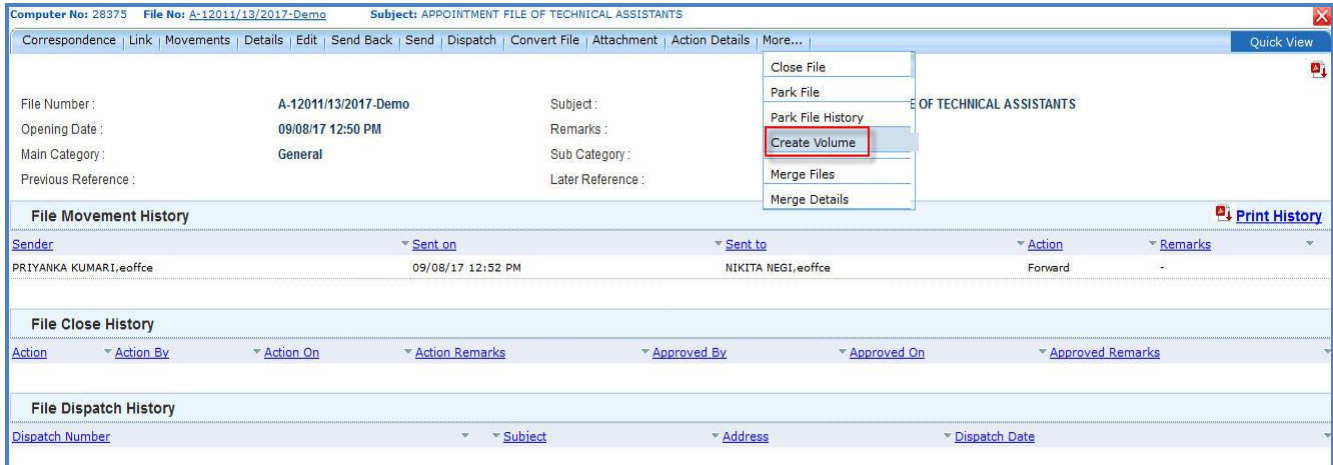 Computer No: 28375 File No: A-12011/13/2017-Demo Subject: APPOINTMENT FILE OF TECHNICAL ASSISTANTS
Correspondence | Link | Movements | Details | Edit | Send Back | Send | Dispatch | Convert File | Attachment | Action Details | More... | Quick View
Close File
Park File
Park File History
Create Volume
Merge Files
Merge Details
File Number : A-12011/13/2017-Demo Subject : E OF TECHNICAL ASSISTANTS
Opening Date : 09/08/17 12:50 PM Remarks :
Main Category : General Sub Category :
Previous Reference : Later Reference :
File Movement History Print History
Sender Sent on Sent to Action Remarks
PRIYANKA KUMARI,eoffce 09/08/17 12:52 PM NIKITA NEGI,eoffce Forward -
File Close History
Action Action By Action On Action Remarks Approved By Approved On Approved Remarks
File Dispatch History
Dispatch Number Subject Address Dispatch Date